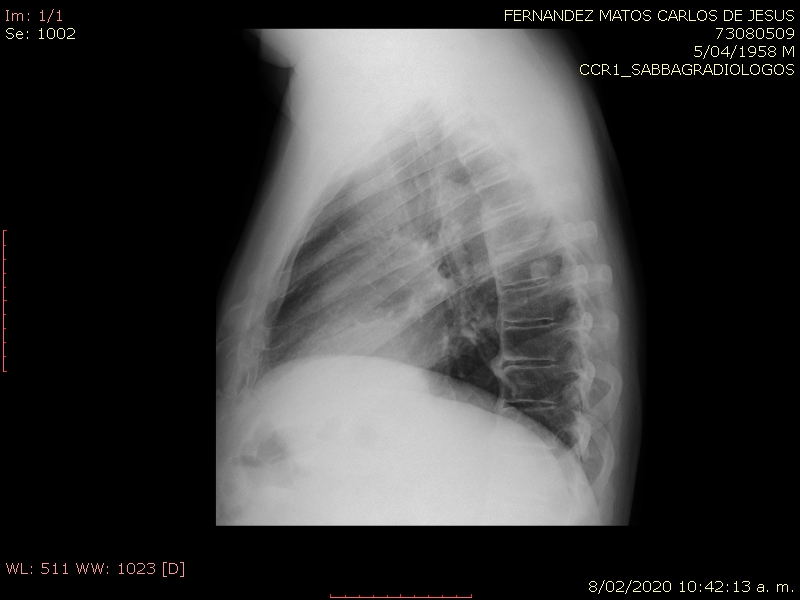 Im: 1/1
Se: 1002
FERNANDEZ MATOS CARLOS DE JESUS
73080509
5/04/1958 M
CCR1_SABBAGRADIOLOGOS
WL: 511 WW: 1023 [D]
8/02/2020 10:42:13 a. m.